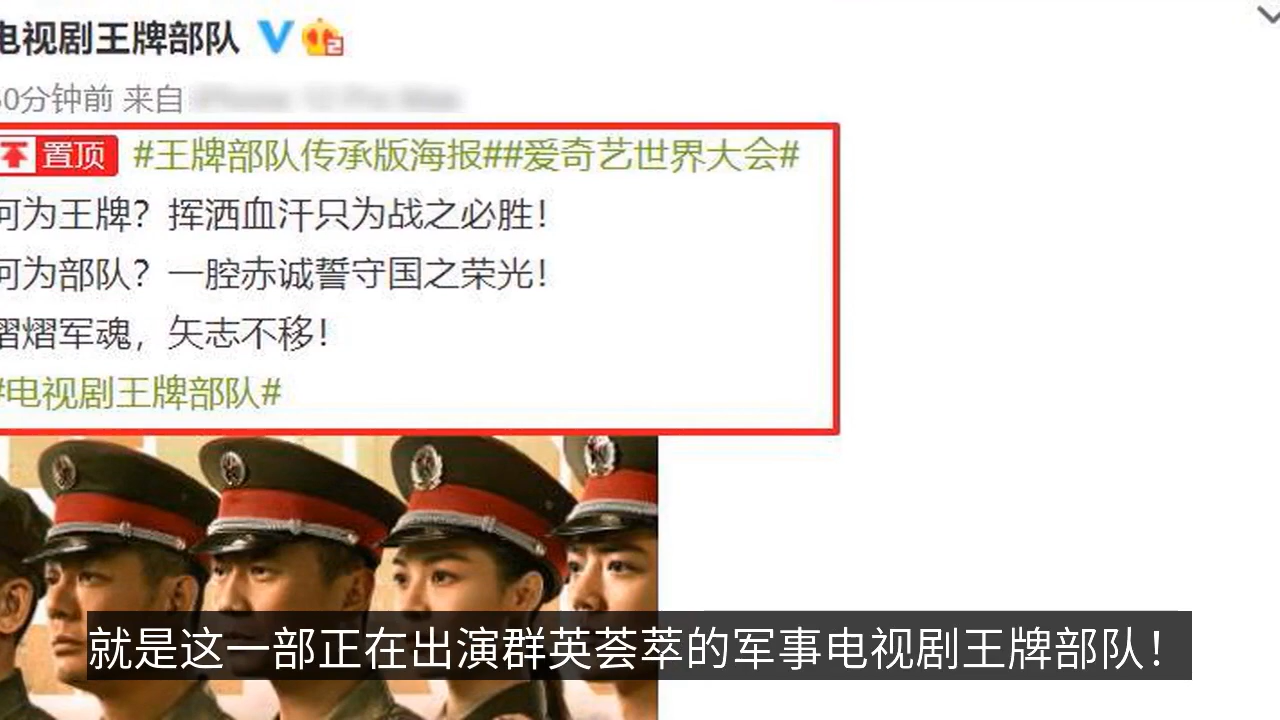 电视剧王牌部队
0分钟前 来自
置顶 #王牌部队传承版海报##爱奇艺世界大会#
何为王牌？挥洒血汗只为战之必胜！
何为部队？一腔赤诚誓守国之荣光！
熠熠军魂，矢志不移！
#电视剧王牌部队#
就是这一部正在出演群英荟萃的军事电视剧王牌部队！